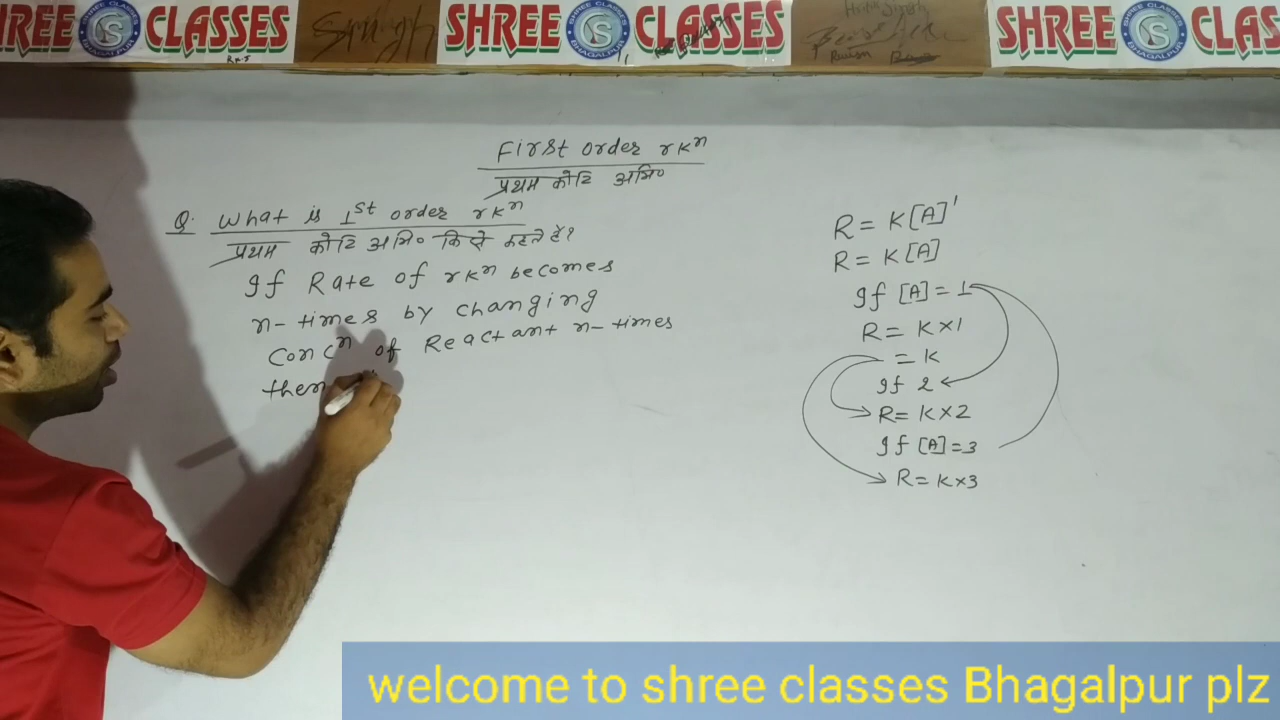 SHREE CLASSES
SHREE CLASSES
SHREE CLAS
First order rkⁿ
प्रथम कोटि अभि०
Q. What is 1st order rkⁿ
प्रथम कोटि अभि० किसे कहते हैं?
If Rate of rkⁿ becomes
n-times by changing
Concⁿ of Reactant n-times
then
R = K[A]¹
R = K[A]
If [A] = 1
R = K×1
= K
If 2
R = K×2
If [A] = 3
R = K×3
welcome to shree classes Bhagalpur plz